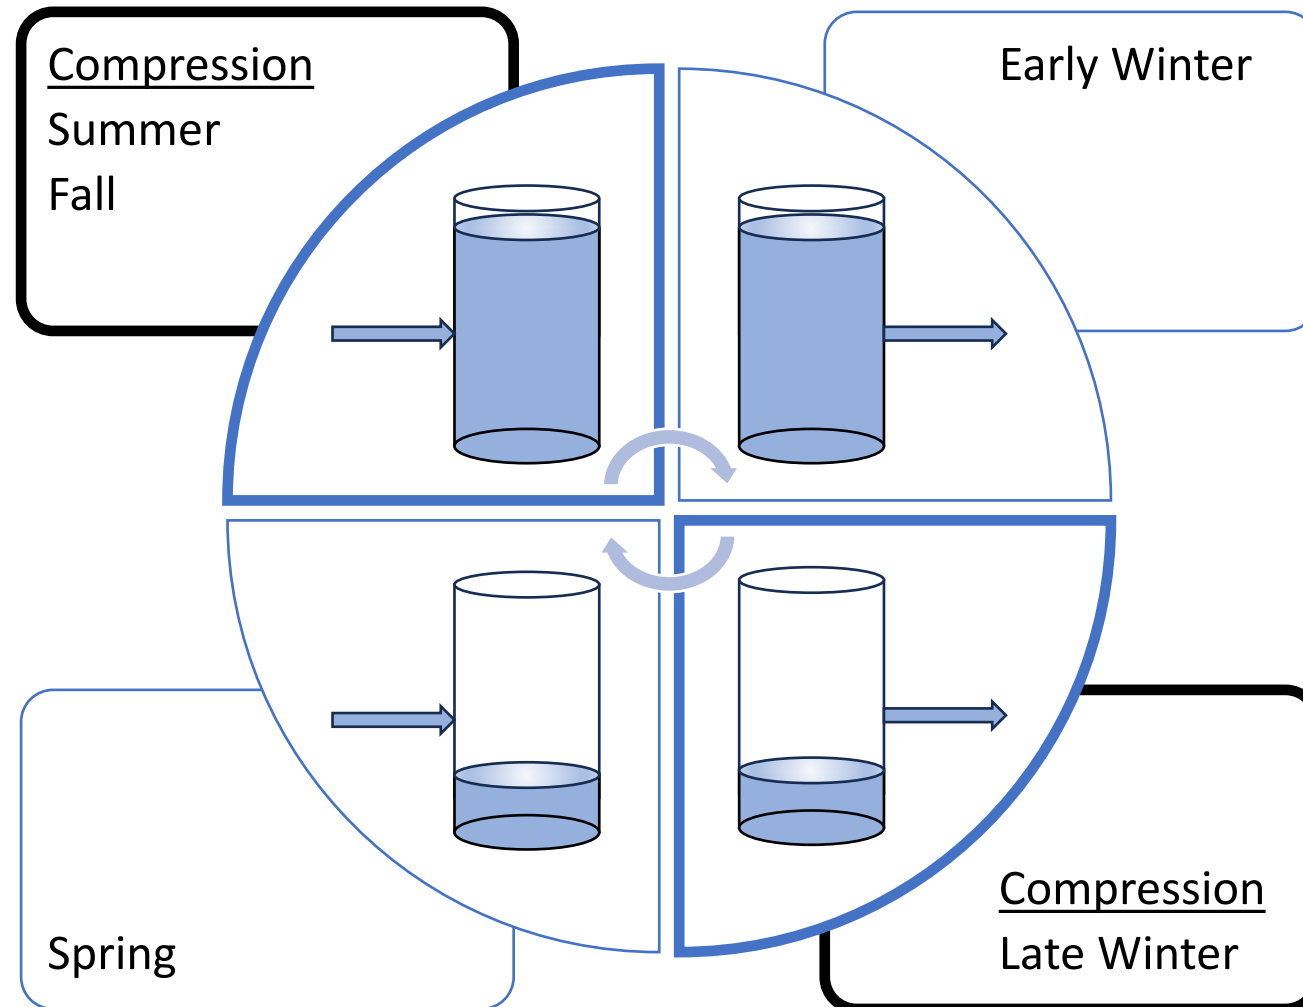 Compression
Summer
Fall
Early Winter
Spring
Compression
Late Winter